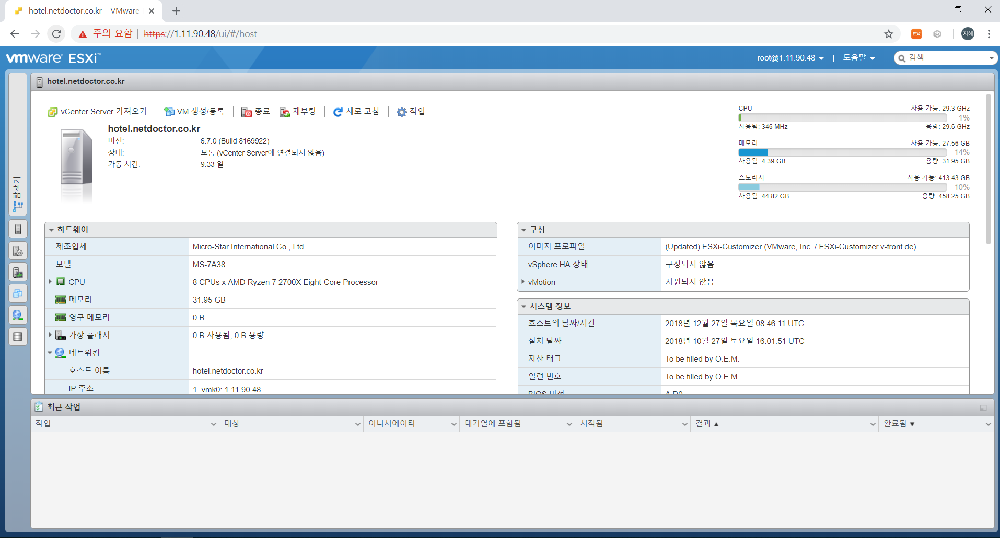 hotel.netdoctor.co.kr - VMware
주의 요함 | https://1.11.90.48/ui/#/host
EX
지혜
vmware ESXi™
root@1.11.90.48
도움말
검색
탐색기
hotel.netdoctor.co.kr
vCenter Server 가져오기
VM 생성/등록
종료
재부팅
새로 고침
작업
hotel.netdoctor.co.kr
버전: 6.7.0 (Build 8169922)
상태: 보통 (vCenter Server에 연결되지 않음)
가동 시간: 9.33 일
CPU 사용 가능: 29.3 GHz
1%
사용됨: 346 MHz 용량: 29.6 GHz
메모리 사용 가능: 27.56 GB
14%
사용됨: 4.39 GB 용량: 31.95 GB
스토리지 사용 가능: 413.43 GB
10%
사용됨: 44.82 GB 용량: 458.25 GB
하드웨어
제조업체 Micro-Star International Co., Ltd.
모델 MS-7A38
CPU 8 CPUs x AMD Ryzen 7 2700X Eight-Core Processor
메모리 31.95 GB
영구 메모리 0 B
가상 플래시 0 B 사용됨, 0 B 용량
네트워킹
호스트 이름 hotel.netdoctor.co.kr
IP 주소 1. vmk0: 1.11.90.48
구성
이미지 프로파일 (Updated) ESXi-Customizer (VMware, Inc. / ESXi-Customizer.v-front.de)
vSphere HA 상태 구성되지 않음
vMotion 지원되지 않음
시스템 정보
호스트의 날짜/시간 2018년 12월 27일 목요일 08:46:11 UTC
설치 날짜 2018년 10월 27일 토요일 16:01:51 UTC
자산 태그 To be filled by O.E.M.
일련 번호 To be filled by O.E.M.
BIOS 버전 A.D0
최근 작업
작업 대상 이니시에이터 대기열에 포함됨 시작됨 결과 ▲ 완료됨 ▼